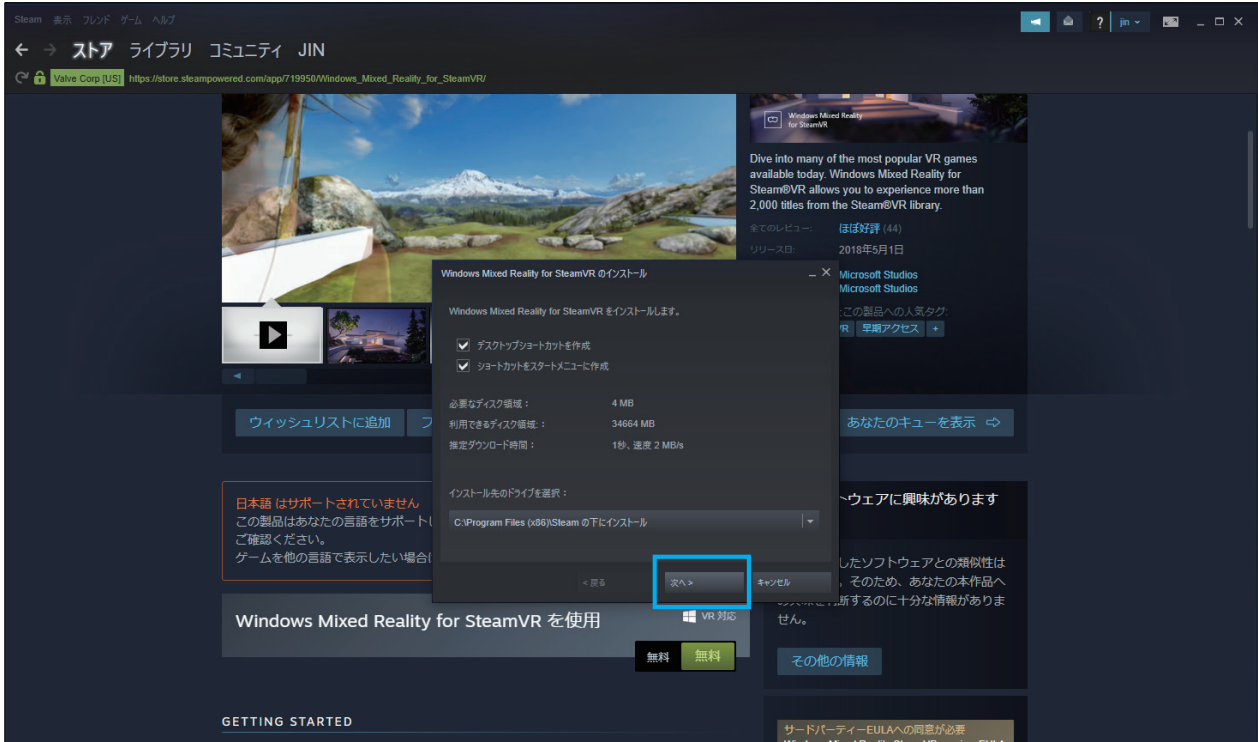 Steam 表示 フレンド ゲーム ヘルプ
? jin
ストア ライブラリ コミュニティ JIN
Valve Corp [US] https://store.steampowered.com/app/719950/Windows_Mixed_Reality_for_SteamVR/
Windows Mixed Reality
for SteamVR
Dive into many of the most popular VR games
available today. Windows Mixed Reality for
Steam®VR allows you to experience more than
2,000 titles from the Steam®VR library.
全てのレビュー: ほぼ好評 (44)
リリース日: 2018年5月1日
Microsoft Studios
Microsoft Studios
この製品への人気タグ:
VR 早期アクセス +
Windows Mixed Reality for SteamVR のインストール
Windows Mixed Reality for SteamVR をインストールします。
デスクトップショートカットを作成
ショートカットをスタートメニューに作成
必要なディスク領域: 4 MB
利用できるディスク領域:: 34664 MB
推定ダウンロード時間: 1秒、速度 2 MB/s
インストール先のドライブを選択:
C:\Program Files (x86)\Steam の下にインストール
< 戻る 次へ > キャンセル
ウィッシュリストに追加 フ
あなたのキューを表示
日本語 はサポートされていません
この製品はあなたの言語をサポートし
ご確認ください。
ゲームを他の言語で表示したい場合は
ウェアに興味があります
したソフトウェアとの類似性は
。そのため、あなたの本作品へ
の興味を判断するのに十分な情報がありま
せん。
その他の情報
Windows Mixed Reality for SteamVR を使用
VR 対応
無料 無料
GETTING STARTED
サードパーティーEULAへの同意が必要